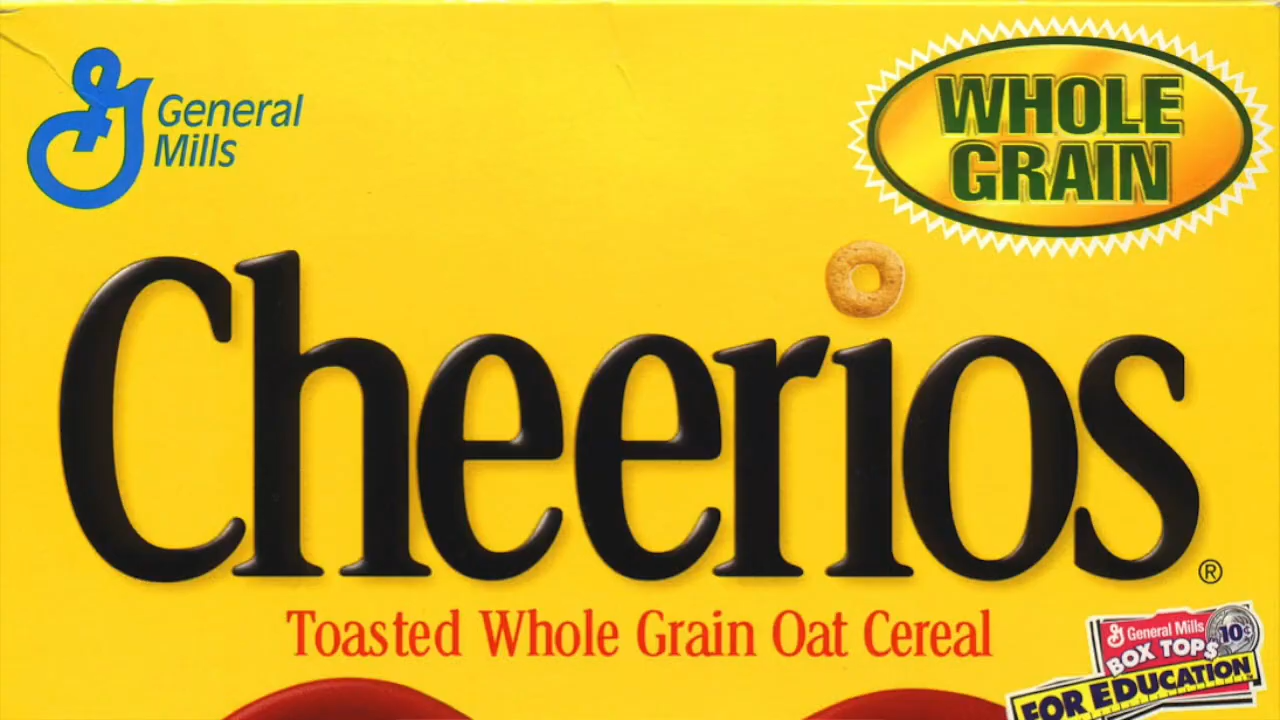 General
Mills
WHOLE
GRAIN
Cheerios®
Toasted Whole Grain Oat Cereal
General Mills
10¢
BOX TOPS
FOR EDUCATION